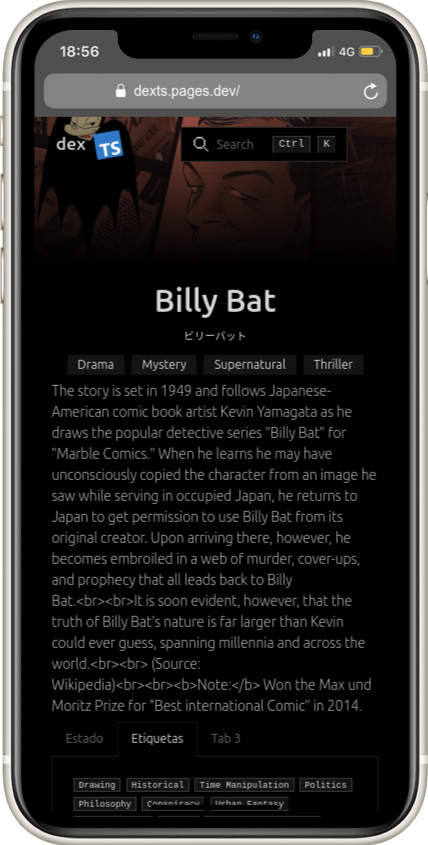 18:56
4G
dexts.pages.dev/
dex TS
Search Ctrl K
Billy Bat
ビリーバット
Drama Mystery Supernatural Thriller
The story is set in 1949 and follows Japanese-
American comic book artist Kevin Yamagata as he
draws the popular detective series "Billy Bat" for
"Marble Comics." When he learns he may have
unconsciously copied the character from an image he
saw while serving in occupied Japan, he returns to
Japan to get permission to use Billy Bat from its
original creator. Upon arriving there, however, he
becomes embroiled in a web of murder, cover-ups,
and prophecy that all leads back to Billy
Bat.<br><br>It is soon evident, however, that the
truth of Billy Bat's nature is far larger than Kevin
could ever guess, spanning millennia and across the
world.<br><br> (Source:
Wikipedia)<br><br><b>Note:</b> Won the Max und
Moritz Prize for "Best international Comic" in 2014.
Estado Etiquetas Tab 3
Drawing Historical Time Manipulation Politics
Philosophy Conspiracy Urban Fantasy